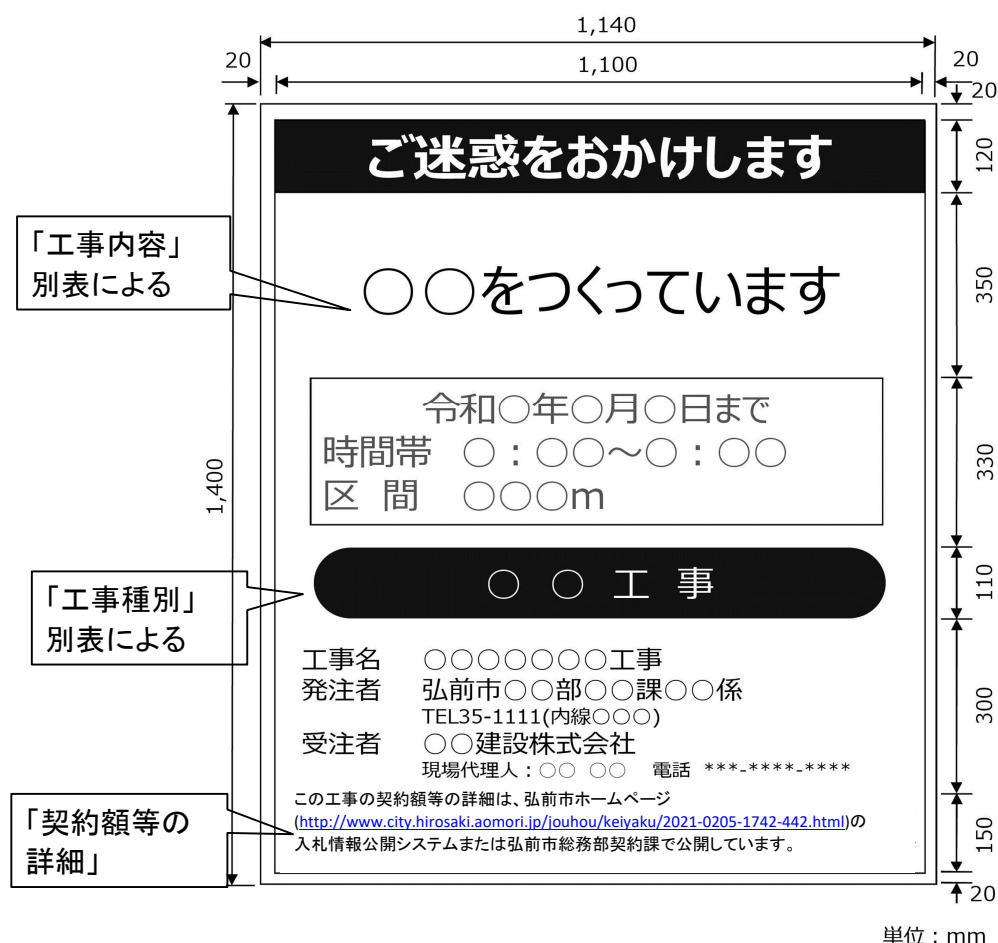 1,140
20
1,100
20
20
ご迷惑をおかけします
120
「工事内容」
別表による
○○をつくっています
350
令和○年○月○日まで
時間帯 ○:○○~○:○○
区 間 ○○○m
330
1,400
○ ○ 工 事
110
「工事種別」
別表による
工事名 ○○○○○○○工事
発注者 弘前市○○部○○課○○係
TEL35-1111(内線○○○)
受注者 ○○建設株式会社
現場代理人:○○ ○○ 電話 ***-****-****
300
「契約額等の
詳細」
この工事の契約額等の詳細は、弘前市ホームページ
(http://www.city.hirosaki.aomori.jp/jouhou/keiyaku/2021-0205-1742-442.html)の
入札情報公開システムまたは弘前市総務部契約課で公開しています。
150
20
単位:mm